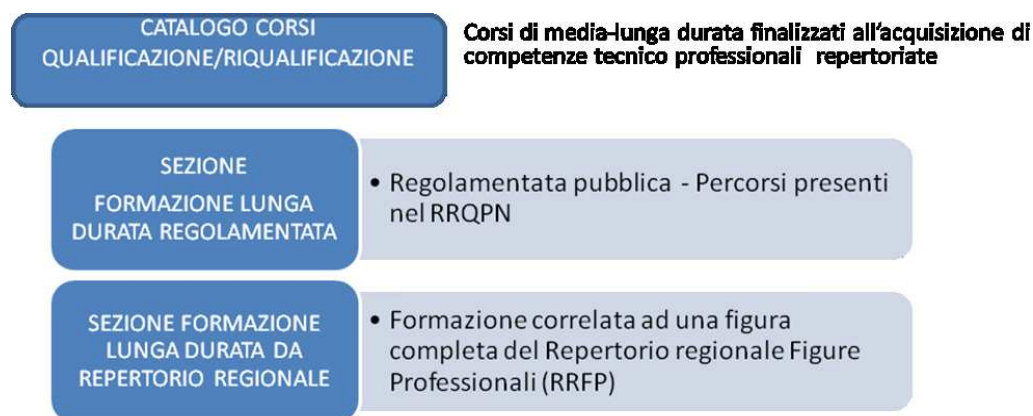 CATALOGO CORSI
QUALIFICAZIONE/RIQUALIFICAZIONE
Corsi di media-lunga durata finalizzati all'acquisizione di
competenze tecnico professionali repertoriate
SEZIONE
FORMAZIONE LUNGA
DURATA REGOLAMENTATA
• Regolamentata pubblica - Percorsi presenti
nel RRQPN
SEZIONE FORMAZIONE
LUNGA DURATA DA
REPERTORIO REGIONALE
• Formazione correlata ad una figura
completa del Repertorio regionale Figure
Professionali (RRFP)